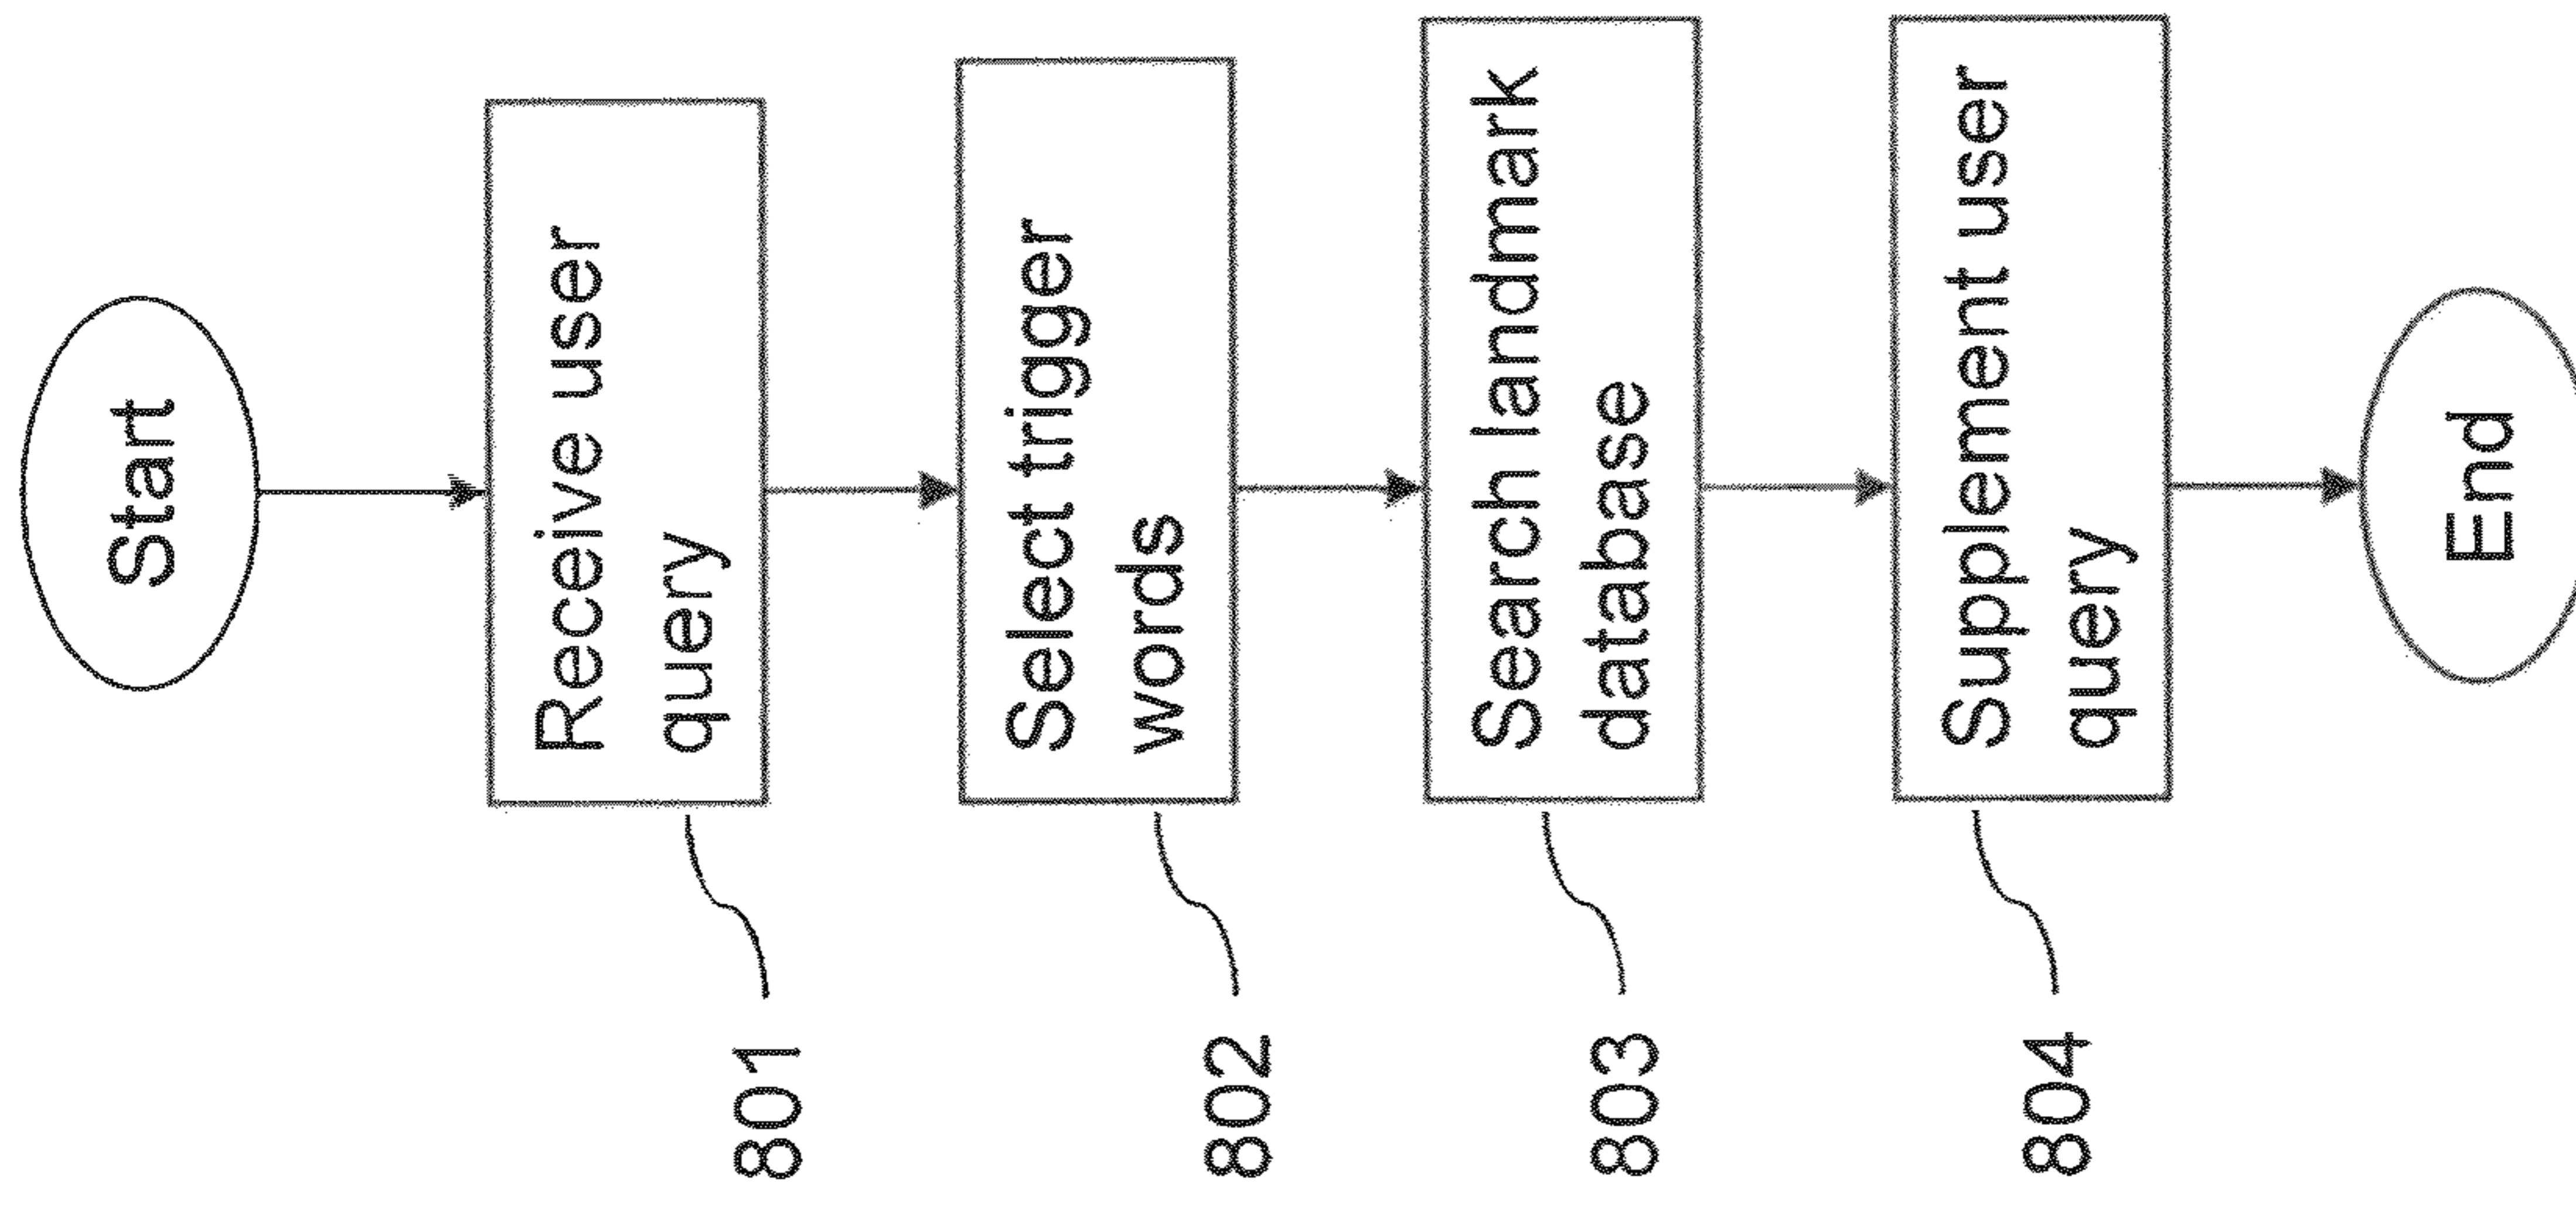 Start
Receive user
query
801
Select trigger
words
802
Search landmark
database
803
Supplement user
query
804
End